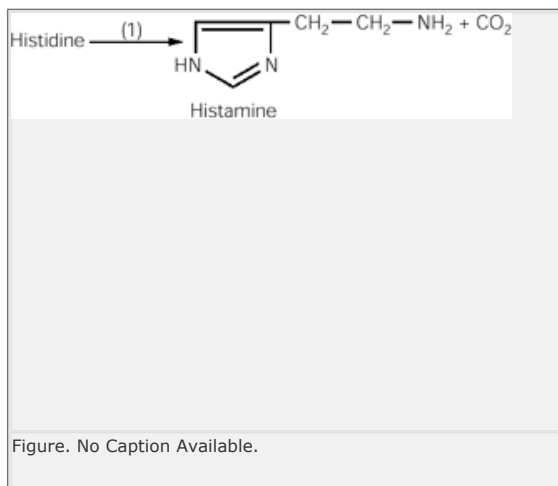 Histidine (1) CH₂ — CH₂ — NH₂ + CO₂
HN N
Histamine
Figure. No Caption Available.